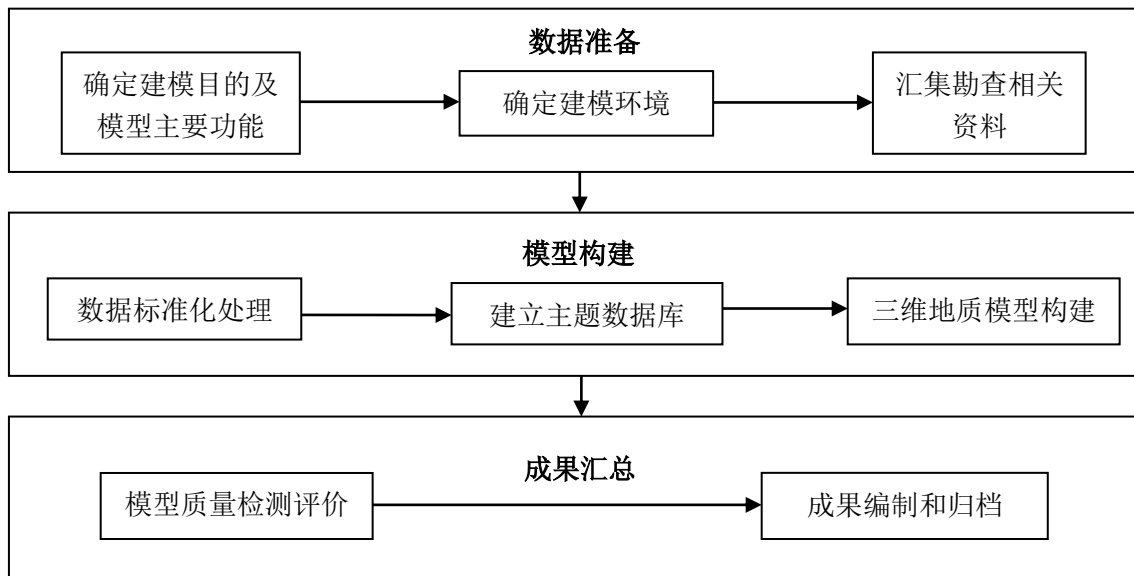 数据准备
确定建模目的及
模型主要功能
确定建模环境
汇集勘查相关
资料
模型构建
数据标准化处理
建立主题数据库
三维地质模型构建
成果汇总
模型质量检测评价
成果编制和归档